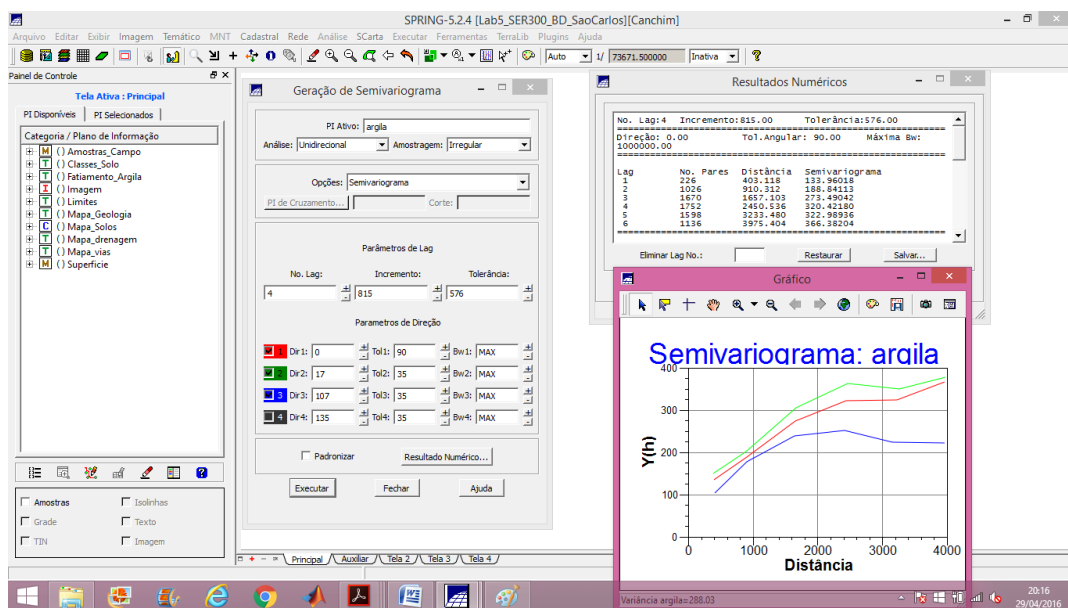 SPRING-5.2.4 [Lab5_SER300_BD_SaoCarlos][Canchim]
Arquivo Editar Exibir Imagem Temático MNT Cadastral Rede Análise SCarta Executar Ferramentas TerraLib Plugins Ajuda
Auto 1/ 73671.500000 Inativa
Painel de Controle
Tela Ativa : Principal
PI Disponíveis PI Selecionados
Categoria / Plano de Informação
M () Amostras_Campo
T () Classes_Solo
T () Fatiamento_Argila
I () Imagem
T () Limites
T () Mapa_Geologia
C () Mapa_Solos
T () Mapa_drenagem
T () Mapa_vias
M () Superficie
Amostras Isolinhas
Grade Texto
TIN Imagem
Geração de Semivariograma
PI Ativo: argila
Análise: Unidirecional Amostragem: Irregular
Opções: Semivariograma
PI de Cruzamento... Corte:
Parâmetros de Lag
No. Lag: Incremento: Tolerância:
4 815 576
Parametros de Direção
1 Dir1: 0 Tol1: 90 Bw1: MAX
2 Dir2: 17 Tol2: 35 Bw2: MAX
3 Dir3: 107 Tol3: 35 Bw3: MAX
4 Dir4: 135 Tol4: 35 Bw4: MAX
Padronizar Resultado Numérico...
Executar Fechar Ajuda
Principal Auxiliar Tela 2 Tela 3 Tela 4
Resultados Numéricos
No. Lag:4 Incremento:815.00 Tolerância:576.00
Direção: 0.00 Tol.Angular: 90.00 Máxima Bw:
1000000.00
Lag No. Pares Distância Semivariograma
1 226 403.118 133.96018
2 1026 910.312 188.84113
3 1670 1657.103 273.49042
4 1752 2450.536 320.42180
5 1598 3233.480 322.98936
6 1136 3975.404 366.38204
Eliminar Lag No.: Restaurar Salvar...
Gráfico
Semivariograma: argila
400
300
200
100
0
Y(h)
0 1000 2000 3000 4000
Distância
Variância argila=288.03
20:16
29/04/2016